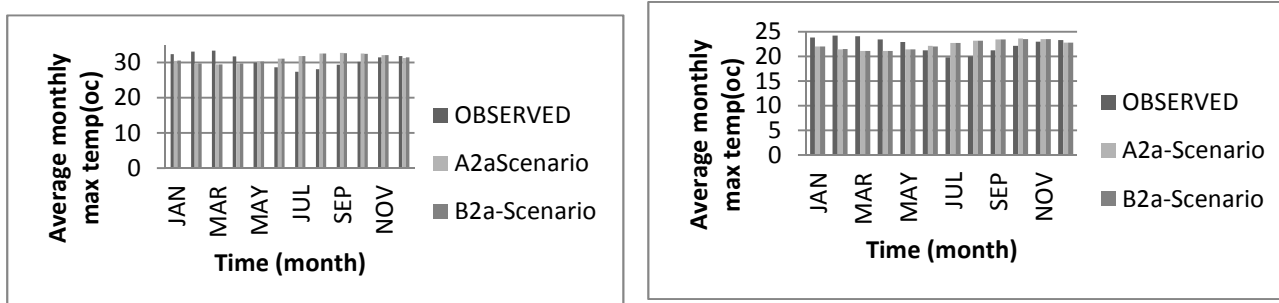 Average monthly
max temp(oc)
30
20
10
0
JAN
MAR
MAY
JUL
SEP
NOV
Time (month)
OBSERVED
A2aScenario
B2a-Scenario
Average monthly
max temp(oc)
25
20
15
10
5
0
JAN
MAR
MAY
JUL
SEP
NOV
Time (month)
OBSERVED
A2a-Scenario
B2a-Scenario